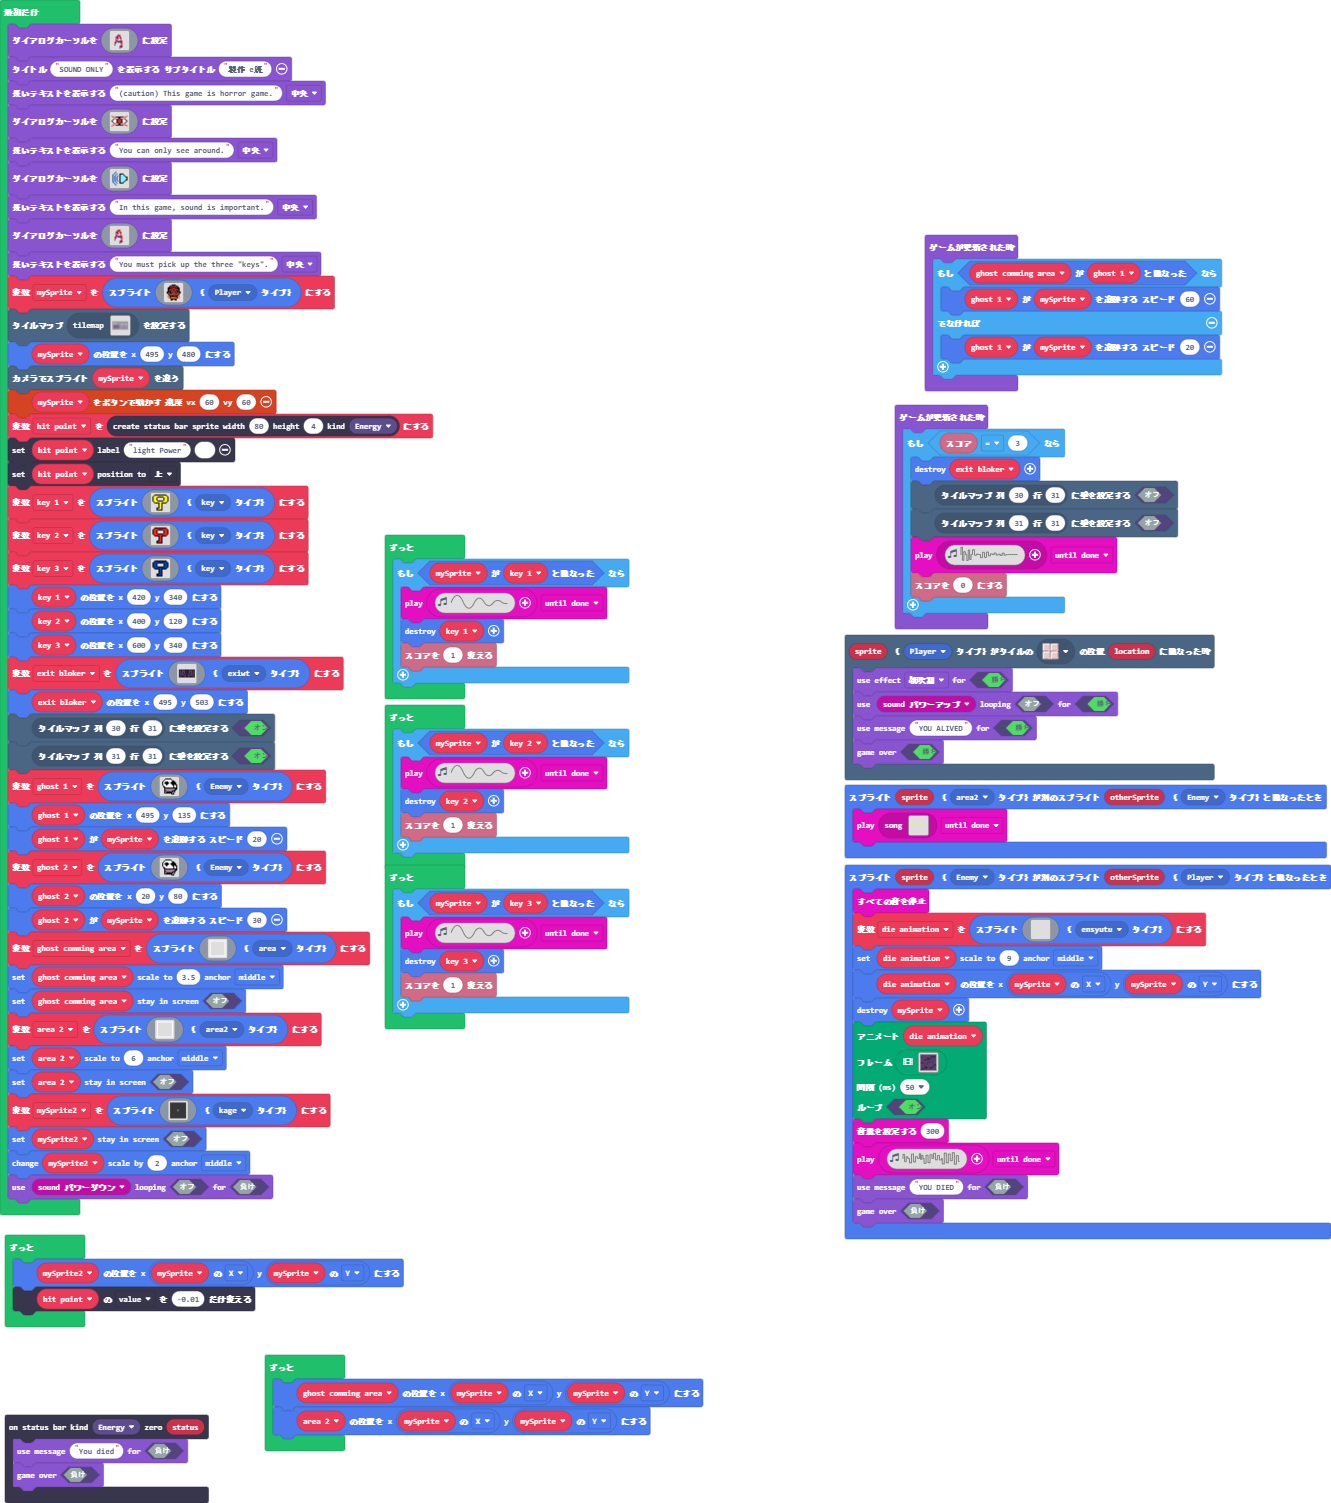 最初だけ
ダイアログカーソルを に設定
タイトル "SOUND ONLY" を表示する サブタイトル "製作 c班"
長いテキストを表示する "(caution) This game is horror game." 中央
ダイアログカーソルを に設定
長いテキストを表示する "You can only see around." 中央
ダイアログカーソルを に設定
長いテキストを表示する "In this game, sound is important." 中央
ダイアログカーソルを に設定
長いテキストを表示する "You must pick up the three "keys"." 中央
変数 mySprite を スプライト ( Player タイプ) にする
タイルマップ tilemap を設定する
mySprite の位置を x 495 y 480 にする
カメラでスプライト mySprite を追う
mySprite をボタンで動かす 速度 vx 60 vy 60
変数 hit point を create status bar sprite width 80 height 4 kind Energy にする
set hit point label "light Power"
set hit point position to 上
変数 key 1 を スプライト ( key タイプ) にする
変数 key 2 を スプライト ( key タイプ) にする
変数 key 3 を スプライト ( key タイプ) にする
key 1 の位置を x 420 y 340 にする
key 2 の位置を x 400 y 120 にする
key 3 の位置を x 600 y 340 にする
変数 exit bloker を スプライト ( exiwt タイプ) にする
exit bloker の位置を x 495 y 503 にする
タイルマップ 列 30 行 31 に壁を設定する オン
タイルマップ 列 31 行 31 に壁を設定する オン
変数 ghost 1 を スプライト ( Enemy タイプ) にする
ghost 1 の位置を x 495 y 135 にする
ghost 1 が mySprite を追跡する スピード 20
変数 ghost 2 を スプライト ( Enemy タイプ) にする
ghost 2 の位置を x 20 y 80 にする
ghost 2 が mySprite を追跡する スピード 30
変数 ghost comming area を スプライト ( area タイプ) にする
set ghost comming area scale to 3.5 anchor middle
set ghost comming area stay in screen オフ
変数 area 2 を スプライト ( area2 タイプ) にする
set area 2 scale to 6 anchor middle
set area 2 stay in screen オフ
変数 mySprite2 を スプライト ( kage タイプ) にする
set mySprite2 stay in screen オフ
change mySprite2 scale by 2 anchor middle
use sound パワーダウン looping オフ for 負け
ずっと
mySprite2 の位置を x mySprite の X y mySprite の Y にする
hit point の value を -0.01 だけ変える
on status bar kind Energy zero status
use message "You died" for 負け
game over 負け
ずっと
ghost comming area の位置を x mySprite の X y mySprite の Y にする
area 2 の位置を x mySprite の X y mySprite の Y にする
ずっと
もし mySprite が key 1 と重なった なら
play until done
destroy key 1
スコアを 1 変える
ずっと
もし mySprite が key 2 と重なった なら
play until done
destroy key 2
スコアを 1 変える
ずっと
もし mySprite が key 3 と重なった なら
play until done
destroy key 3
スコアを 1 変える
ゲームが更新された時
もし ghost comming area が ghost 1 と重なった なら
ghost 1 が mySprite を追跡する スピード 60
でなければ
ghost 1 が mySprite を追跡する スピード 20
ゲームが更新された時
もし スコア = 3 なら
destroy exit bloker
タイルマップ 列 30 行 31 に壁を設定する オフ
タイルマップ 列 31 行 31 に壁を設定する オフ
play until done
スコアを 0 にする
sprite ( Player タイプ) がタイルの の位置 location に重なった時
use effect 紙吹雪 for 勝ち
use sound パワーアップ looping オフ for 勝ち
use message "YOU ALIVED" for 勝ち
game over 勝ち
スプライト sprite ( area2 タイプ) が別のスプライト otherSprite ( Enemy タイプ) と重なったとき
play song until done
スプライト sprite ( Enemy タイプ) が別のスプライト otherSprite ( Player タイプ) と重なったとき
すべての音を停止
変数 die animation を スプライト ( ensyutu タイプ) にする
set die animation scale to 9 anchor middle
die animation の位置を x mySprite の X y mySprite の Y にする
destroy mySprite
アニメート die animation
フレーム
間隔 (ms) 50
ループ オン
音量を設定する 300
play until done
use message "YOU DIED" for 負け
game over 負け